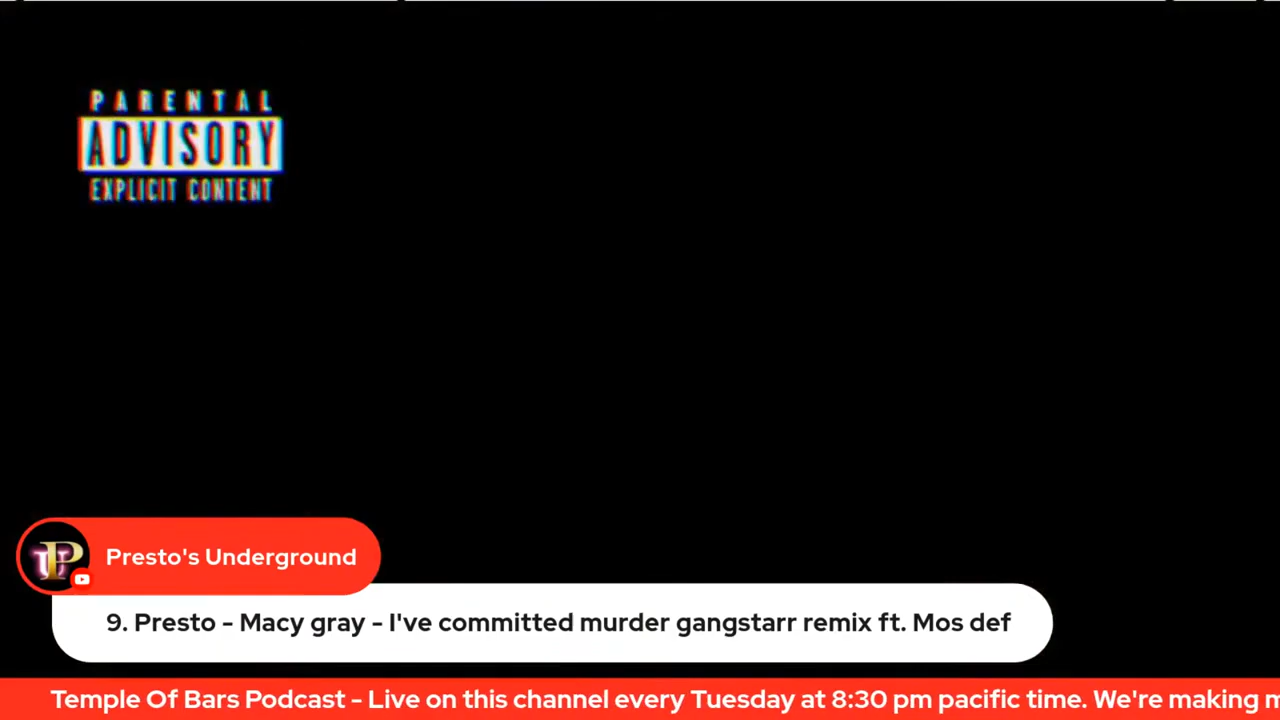 PARENTAL
ADVISORY
EXPLICIT CONTENT
Presto's Underground
9. Presto - Macy gray - I've committed murder gangstarr remix ft. Mos def
Temple Of Bars Podcast - Live on this channel every Tuesday at 8:30 pm pacific time. We're making